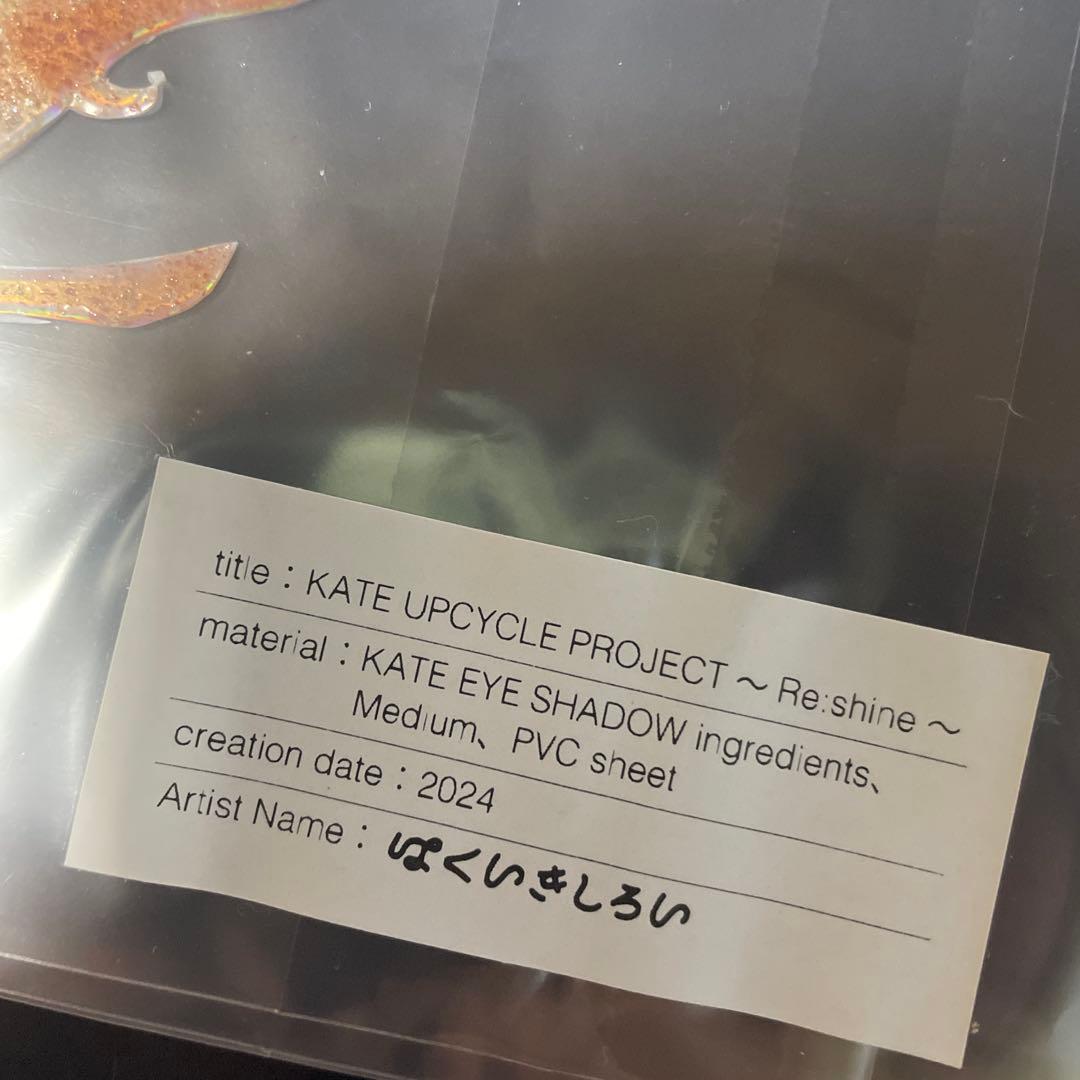 title：KATE UPCYCLE PROJECT ～ Re:shine ～
material：KATE EYE SHADOW ingredients、
Medium、PVC sheet
creation date：2024
Artist Name：ぱくいきしろい